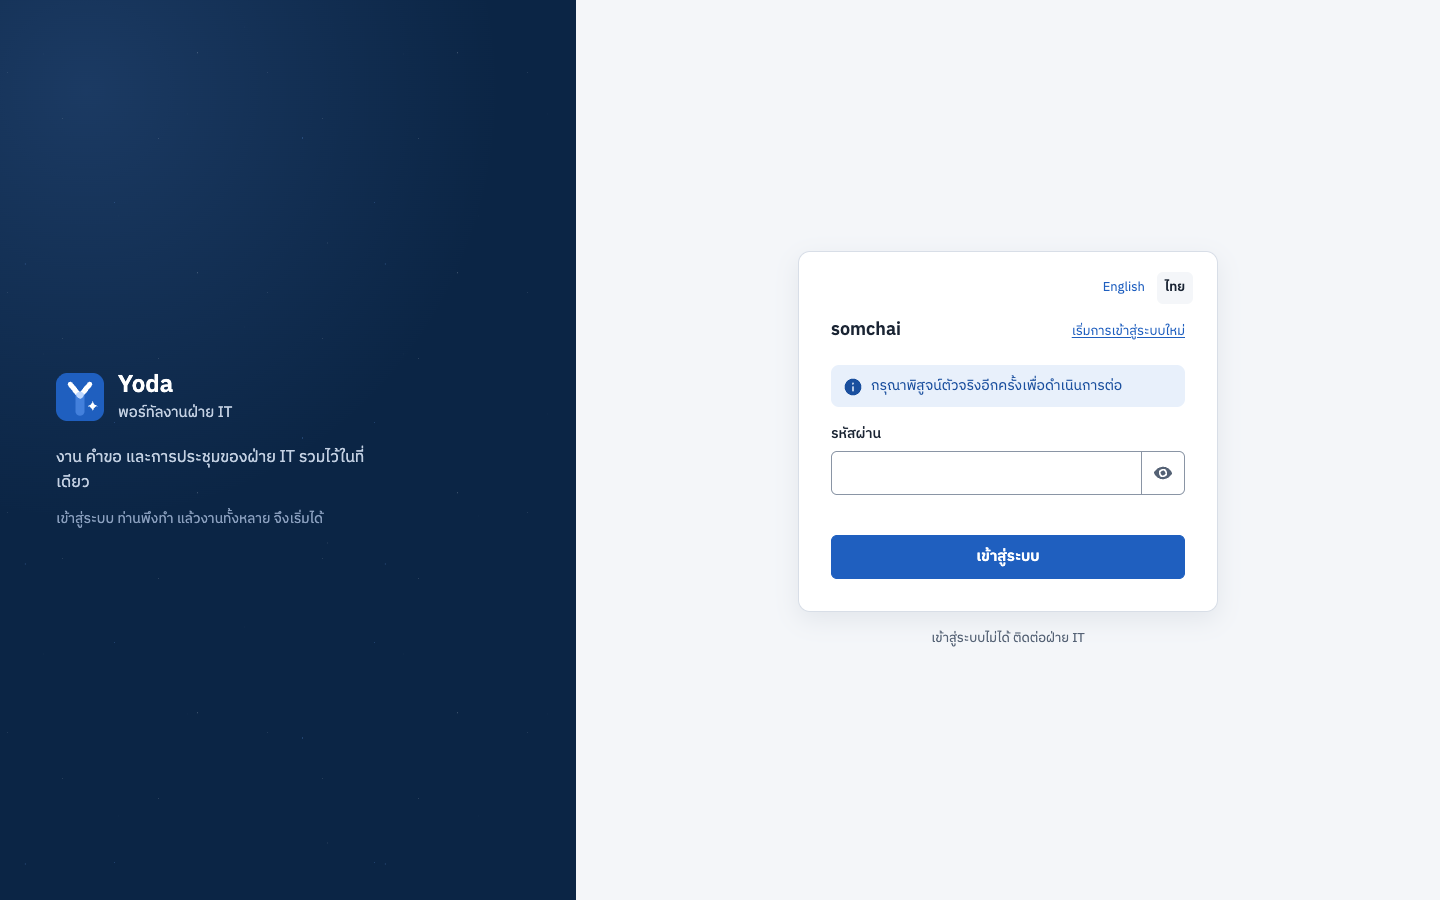 Yoda
พอร์ทัลงานฝ่าย IT
งาน คำขอ และการประชุมของฝ่าย IT รวมไว้ในที่
เดียว
เข้าสู่ระบบ ท่านพึงทำ แล้วงานทั้งหลาย จึงเริ่มได้
English ไทย
somchai เริ่มการเข้าสู่ระบบใหม่
กรุณาพิสูจน์ตัวจริงอีกครั้งเพื่อดำเนินการต่อ
รหัสผ่าน
เข้าสู่ระบบ
เข้าสู่ระบบไม่ได้ ติดต่อฝ่าย IT